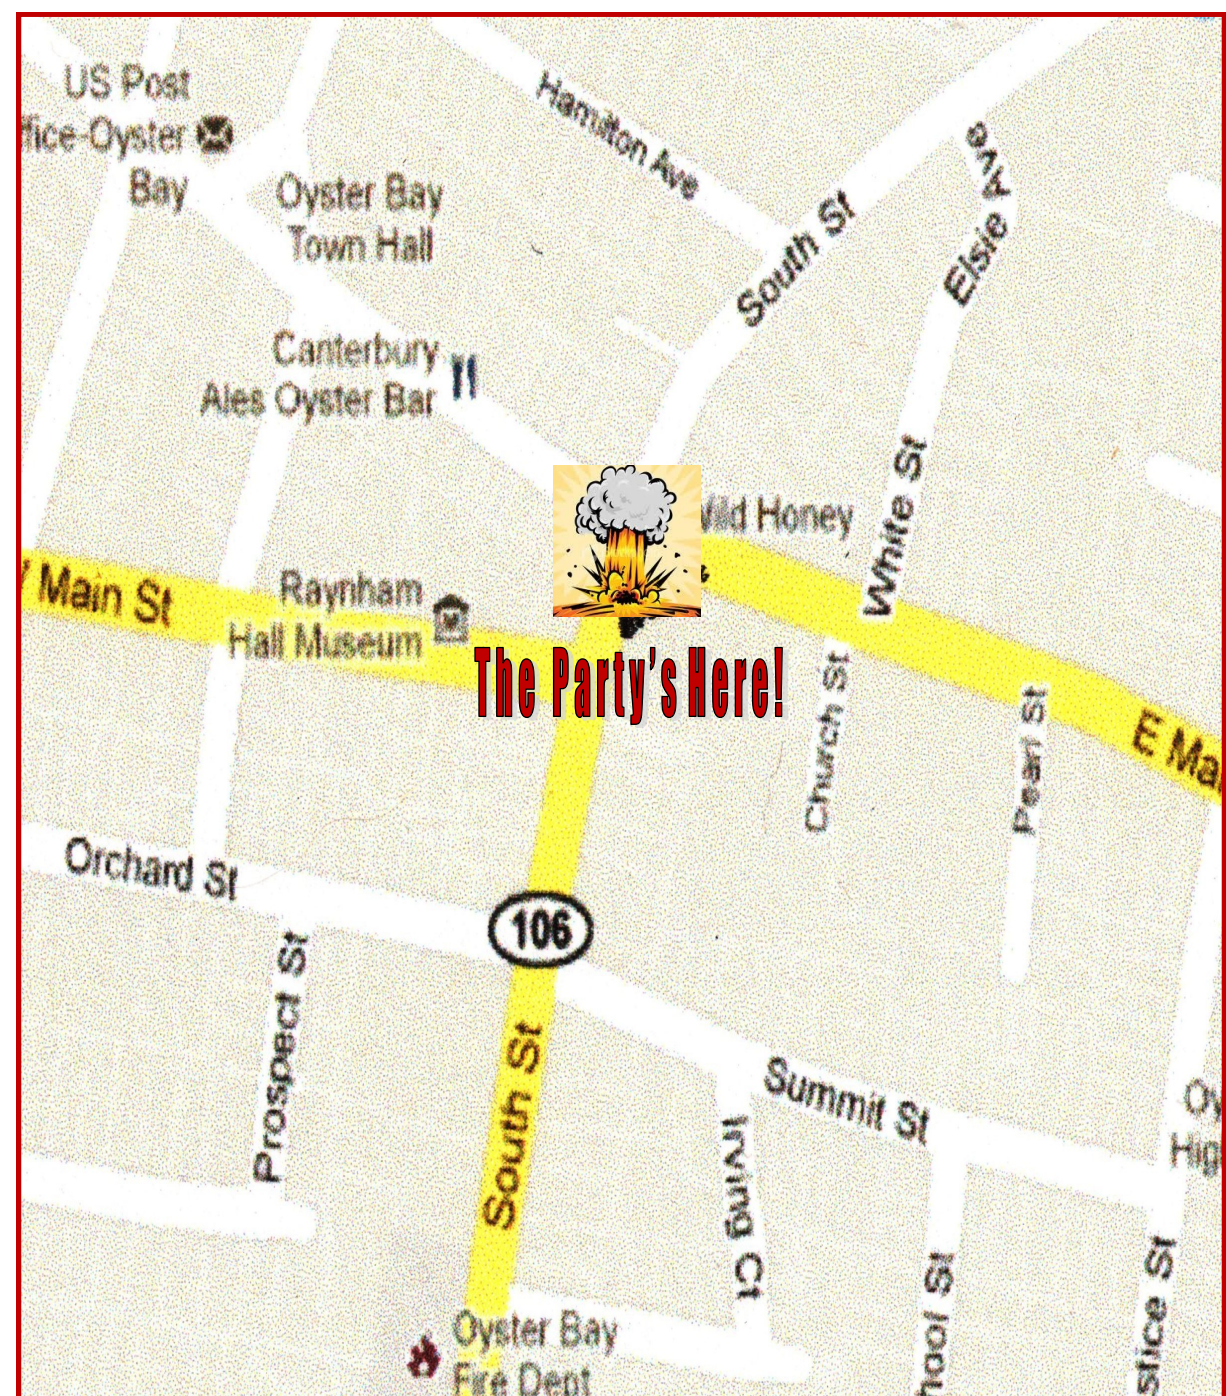 US Post
ffice-Oyster
Bay
Oyster Bay
Town Hall
Hamilton Ave
South St
Elsie Ave
Canterbury
Ales Oyster Bar
White St
Wild Honey
Main St
Raynham
Hall Museum
The Party's Here!
Church St
Pearl St
E Ma
Orchard St
106
Prospect St
South St
Summit St
Oy
Hig
Irving Ct
hool St
stice St
Oyster Bay
Fire Dept